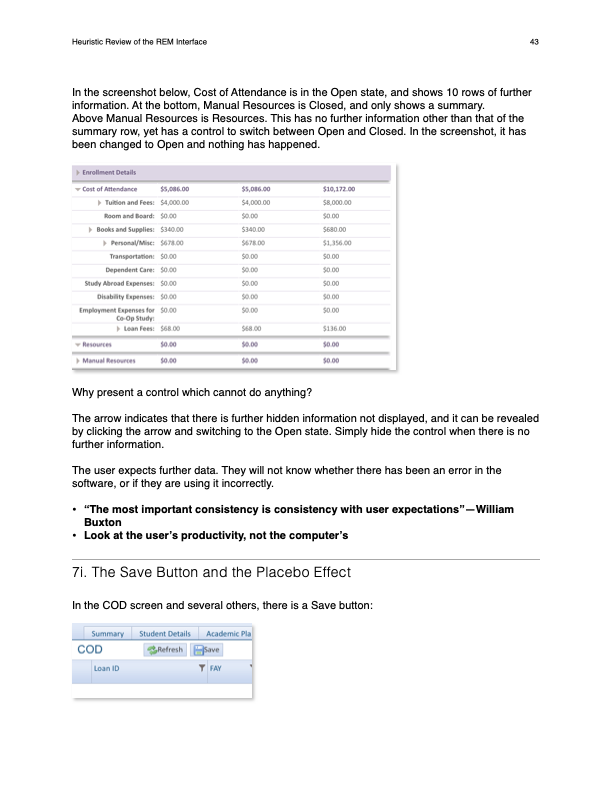 Heuristic Review of the REM Interface 43
In the screenshot below, Cost of Attendance is in the Open state, and shows 10 rows of further
information. At the bottom, Manual Resources is Closed, and only shows a summary.
Above Manual Resources is Resources. This has no further information other than that of the
summary row, yet has a control to switch between Open and Closed. In the screenshot, it has
been changed to Open and nothing has happened.
Enrollment Details
Cost of Attendance $5,086.00 $5,086.00 $10,172.00
Tuition and Fees: $4,000.00 $4,000.00 $8,000.00
Room and Board: $0.00 $0.00 $0.00
Books and Supplies: $340.00 $340.00 $680.00
Personal/Misc: $678.00 $678.00 $1,356.00
Transportation: $0.00 $0.00 $0.00
Dependent Care: $0.00 $0.00 $0.00
Study Abroad Expenses: $0.00 $0.00 $0.00
Disability Expenses: $0.00 $0.00 $0.00
Employment Expenses for $0.00 $0.00 $0.00
Co-Op Study:
Loan Fees: $68.00 $68.00 $136.00
Resources $0.00 $0.00 $0.00
Manual Resources $0.00 $0.00 $0.00
Why present a control which cannot do anything?
The arrow indicates that there is further hidden information not displayed, and it can be revealed
by clicking the arrow and switching to the Open state. Simply hide the control when there is no
further information.
The user expects further data. They will not know whether there has been an error in the
software, or if they are using it incorrectly.
• “The most important consistency is consistency with user expectations”—William
Buxton
• Look at the user’s productivity, not the computer’s
7i. The Save Button and the Placebo Effect
In the COD screen and several others, there is a Save button:
Summary Student Details Academic Pla
COD Refresh Save
Loan ID FAY